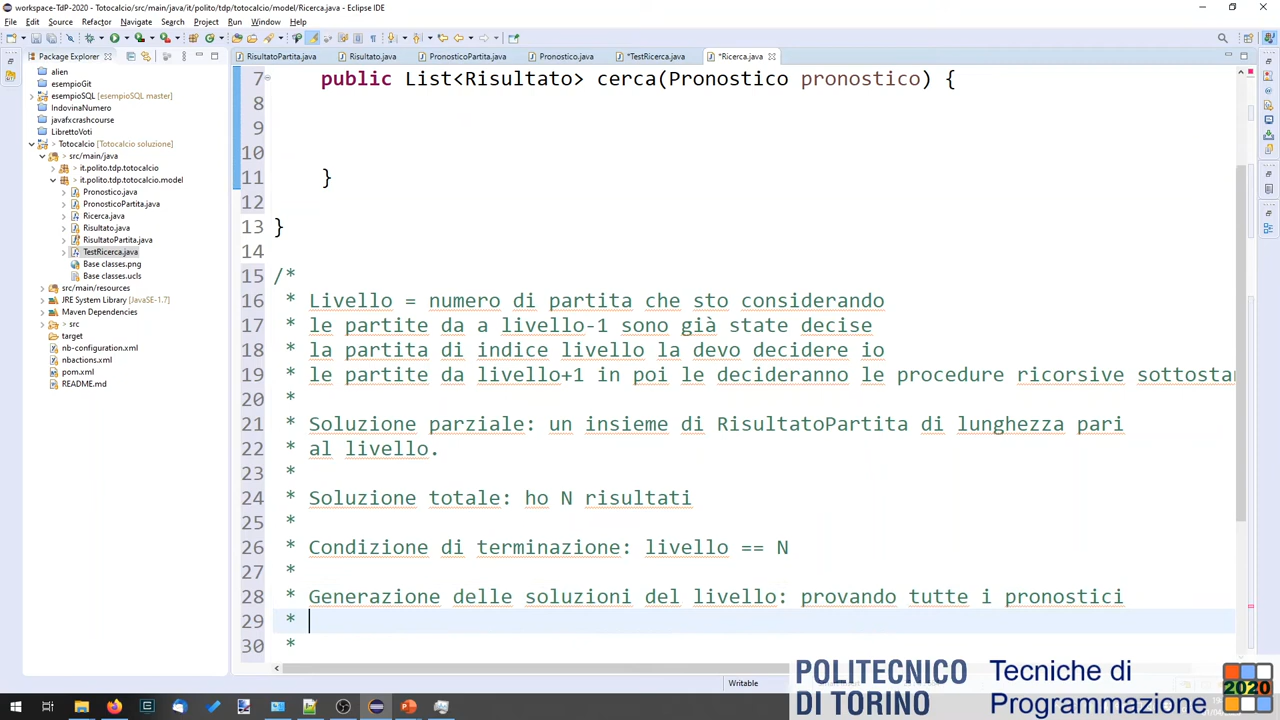 workspace-TdP-2020 - Totocalcio/src/main/java/it/polito/tdp/totocalcio/model/Ricerca.java - Eclipse IDE
File Edit Source Refactor Navigate Search Project Run Window Help
Package Explorer
RisultatoPartita.java Risultato.java PronosticoPartita.java Pronostico.java *TestRicerca.java *Ricerca.java
alien
esempioGit
esempioSQL [esempioSQL master]
IndovinaNumero
javafxcrashcourse
LibrettoVoti
Totocalcio [Totocalcio soluzione]
src/main/java
it.polito.tdp.totocalcio
it.polito.tdp.totocalcio.model
Pronostico.java
PronosticoPartita.java
Ricerca.java
Risultato.java
RisultatoPartita.java
TestRicerca.java
Base classes.png
Base classes.ucls
src/main/resources
JRE System Library [JavaSE-1.7]
Maven Dependencies
src
target
nb-configuration.xml
nbactions.xml
pom.xml
README.md
7 public List<Risultato> cerca(Pronostico pronostico) {
8
9
10
11 }
12
13 }
14
15 /*
16 * Livello = numero di partita che sto considerando
17 * le partite da a livello-1 sono già state decise
18 * la partita di indice livello la devo decidere io
19 * le partite da livello+1 in poi le decideranno le procedure ricorsive sottostan
20 *
21 * Soluzione parziale: un insieme di RisultatoPartita di lunghezza pari
22 * al livello.
23 *
24 * Soluzione totale: ho N risultati
25 *
26 * Condizione di terminazione: livello == N
27 *
28 * Generazione delle soluzioni del livello: provando tutte i pronostici
29 *
30 *
Writable
POLITECNICO
DI TORINO
Tecniche di
Programmazione
2020